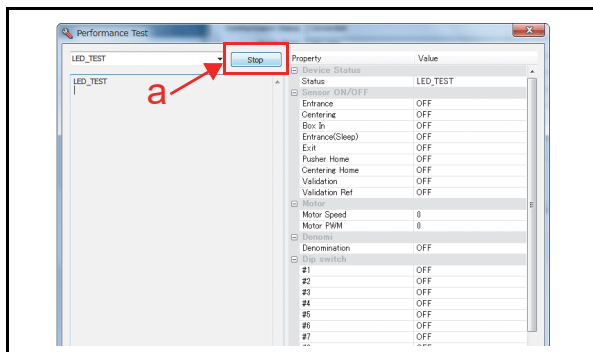 Performance Test
LED_TEST
Stop
LED_TEST
a
Property Value
Device Status
Status LED_TEST
Sensor ON/OFF
Entrance OFF
Centering OFF
Box In OFF
Entrance(Sleep) OFF
Exit OFF
Pusher Home OFF
Centering Home OFF
Validation OFF
Validation Ref OFF
Motor
Motor Speed 0
Motor PWM 0
Denomi
Denomination OFF
Dip switch
#1 OFF
#2 OFF
#3 OFF
#4 OFF
#5 OFF
#6 OFF
#7 OFF